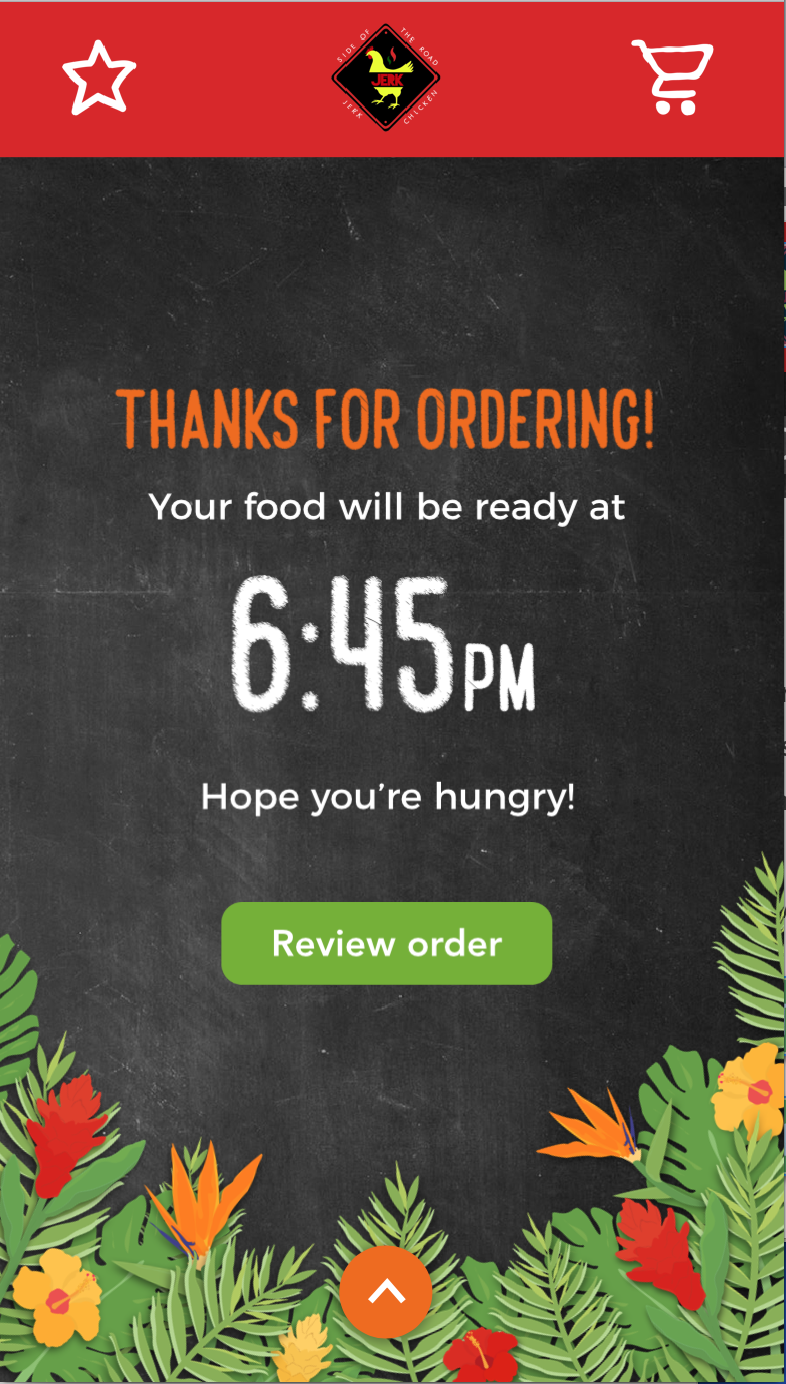 SIDE OF THE ROAD
JERK
JERK CHICKEN
THANKS FOR ORDERING!
Your food will be ready at
6:45PM
Hope you’re hungry!
Review order